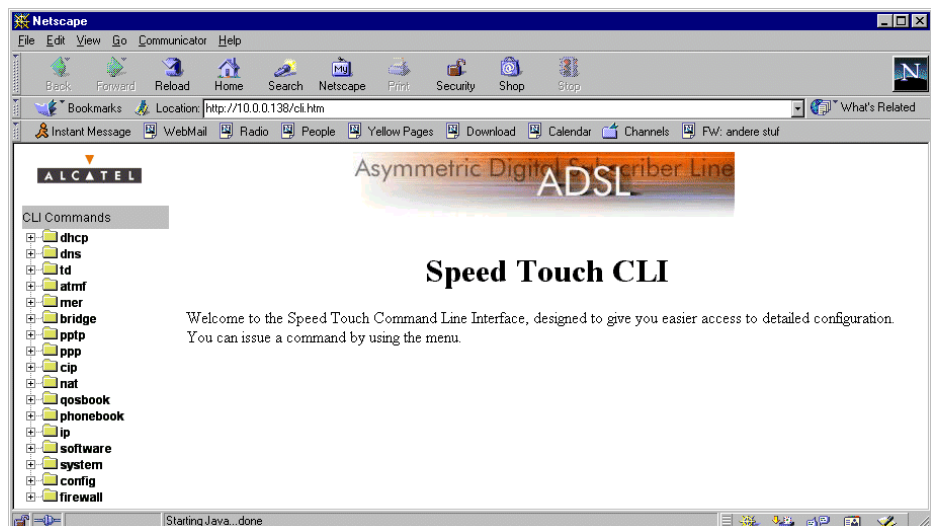 Netscape
File Edit View Go Communicator Help
Back Forward Reload Home Search Netscape Print Security Shop Stop
My
N
Bookmarks Location: http://10.0.0.138/cli.htm What's Related
Instant Message WebMail Radio People Yellow Pages Download Calendar Channels FW: andere stuf
ALCATEL
Asymmetric Digital Subscriber Line
ADSL
CLI Commands
dhcp
dns
td
atmf
mer
bridge
pptp
ppp
cip
nat
qosbook
phonebook
ip
software
system
config
firewall
Speed Touch CLI
Welcome to the Speed Touch Command Line Interface, designed to give you easier access to detailed configuration.
You can issue a command by using the menu.
Starting Java...done